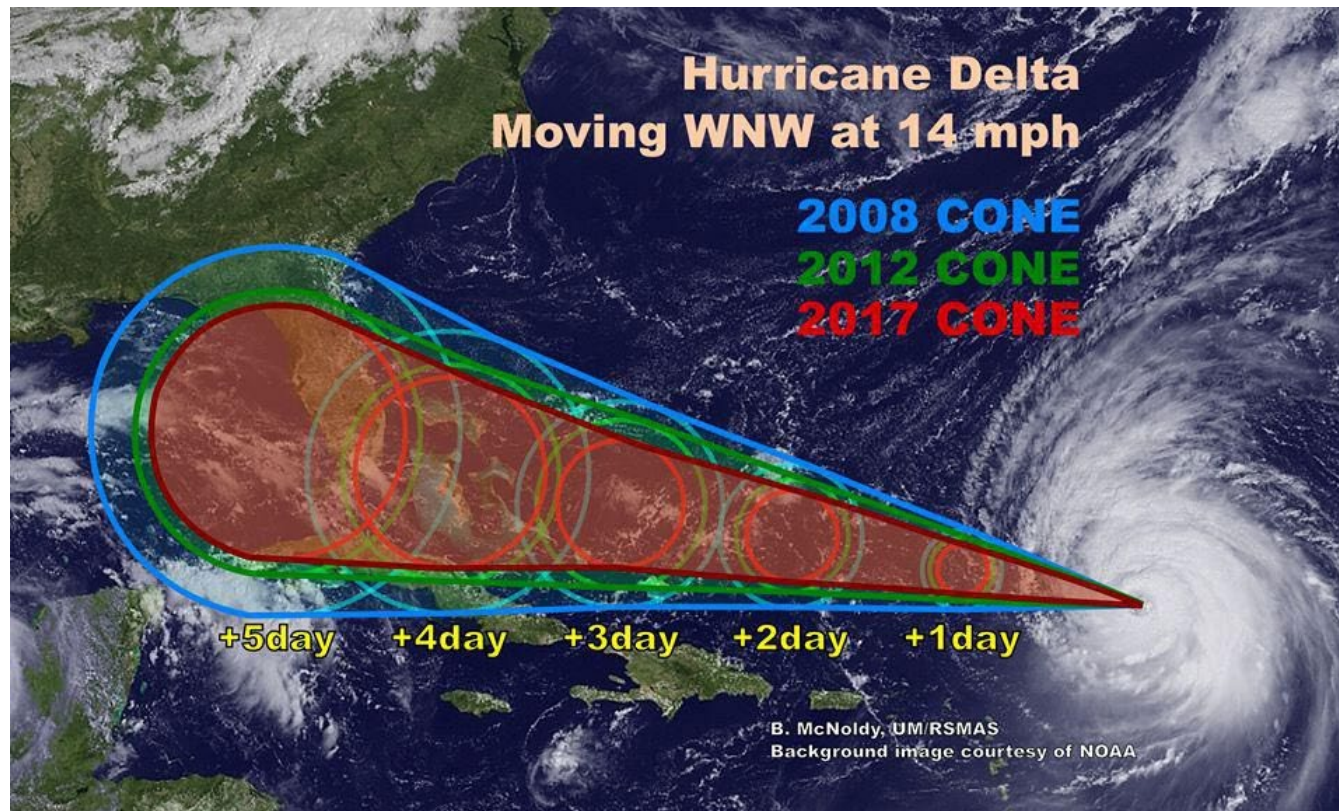 Hurricane Delta
Moving WNW at 14 mph
2008 CONE
2012 CONE
2017 CONE
+5day +4day +3day +2day +1day
B. McNoldy, UM/RSMAS
Background image courtesy of NOAA